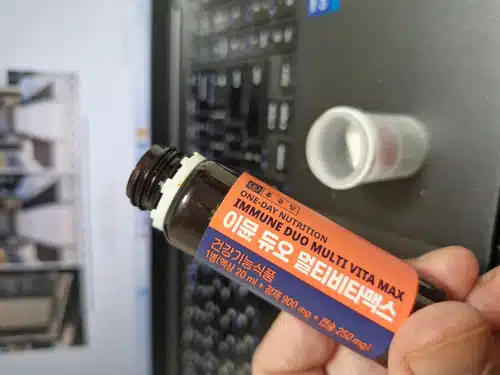 ONE-DAY NUTRITION
IMMUNE DUO MULTI VITA MAX
이뮨 듀오 멀티비타맥스
건강기능식품
1병(액상 20 ml + 정제 900 mg + 캡슐 250 mg)